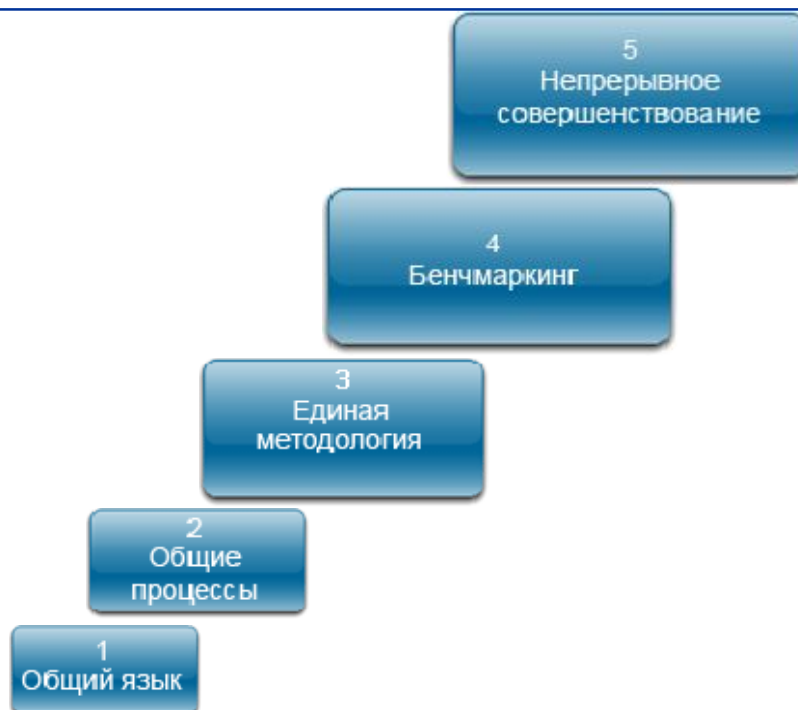 5
Непрерывное
совершенствование
4
Бенчмаркинг
3
Единая
методология
2
Общие
процессы
1
Общий язык